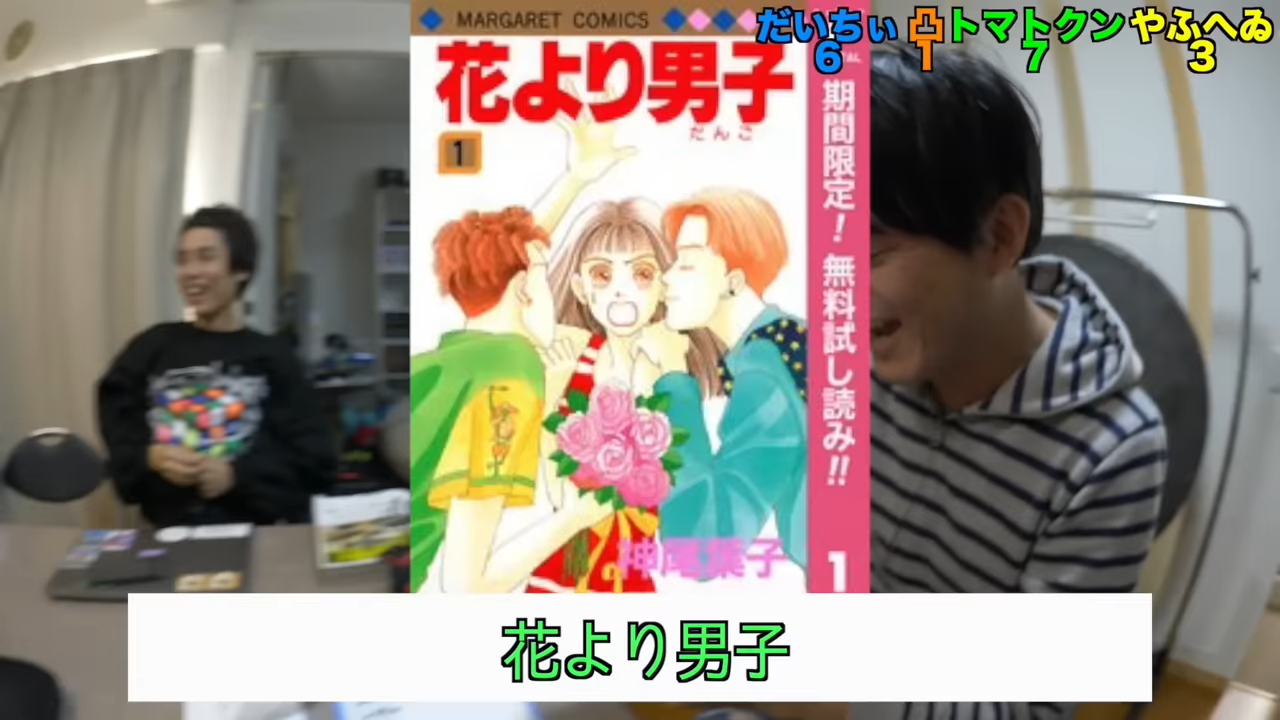 MARGARET COMICS
だいちぃ 凸 トマトクン やふへゐ
6 1 7 3
花より男子
だんご
1
期間限定！ 無料試し読み!!
1
神尾葉子
花より男子